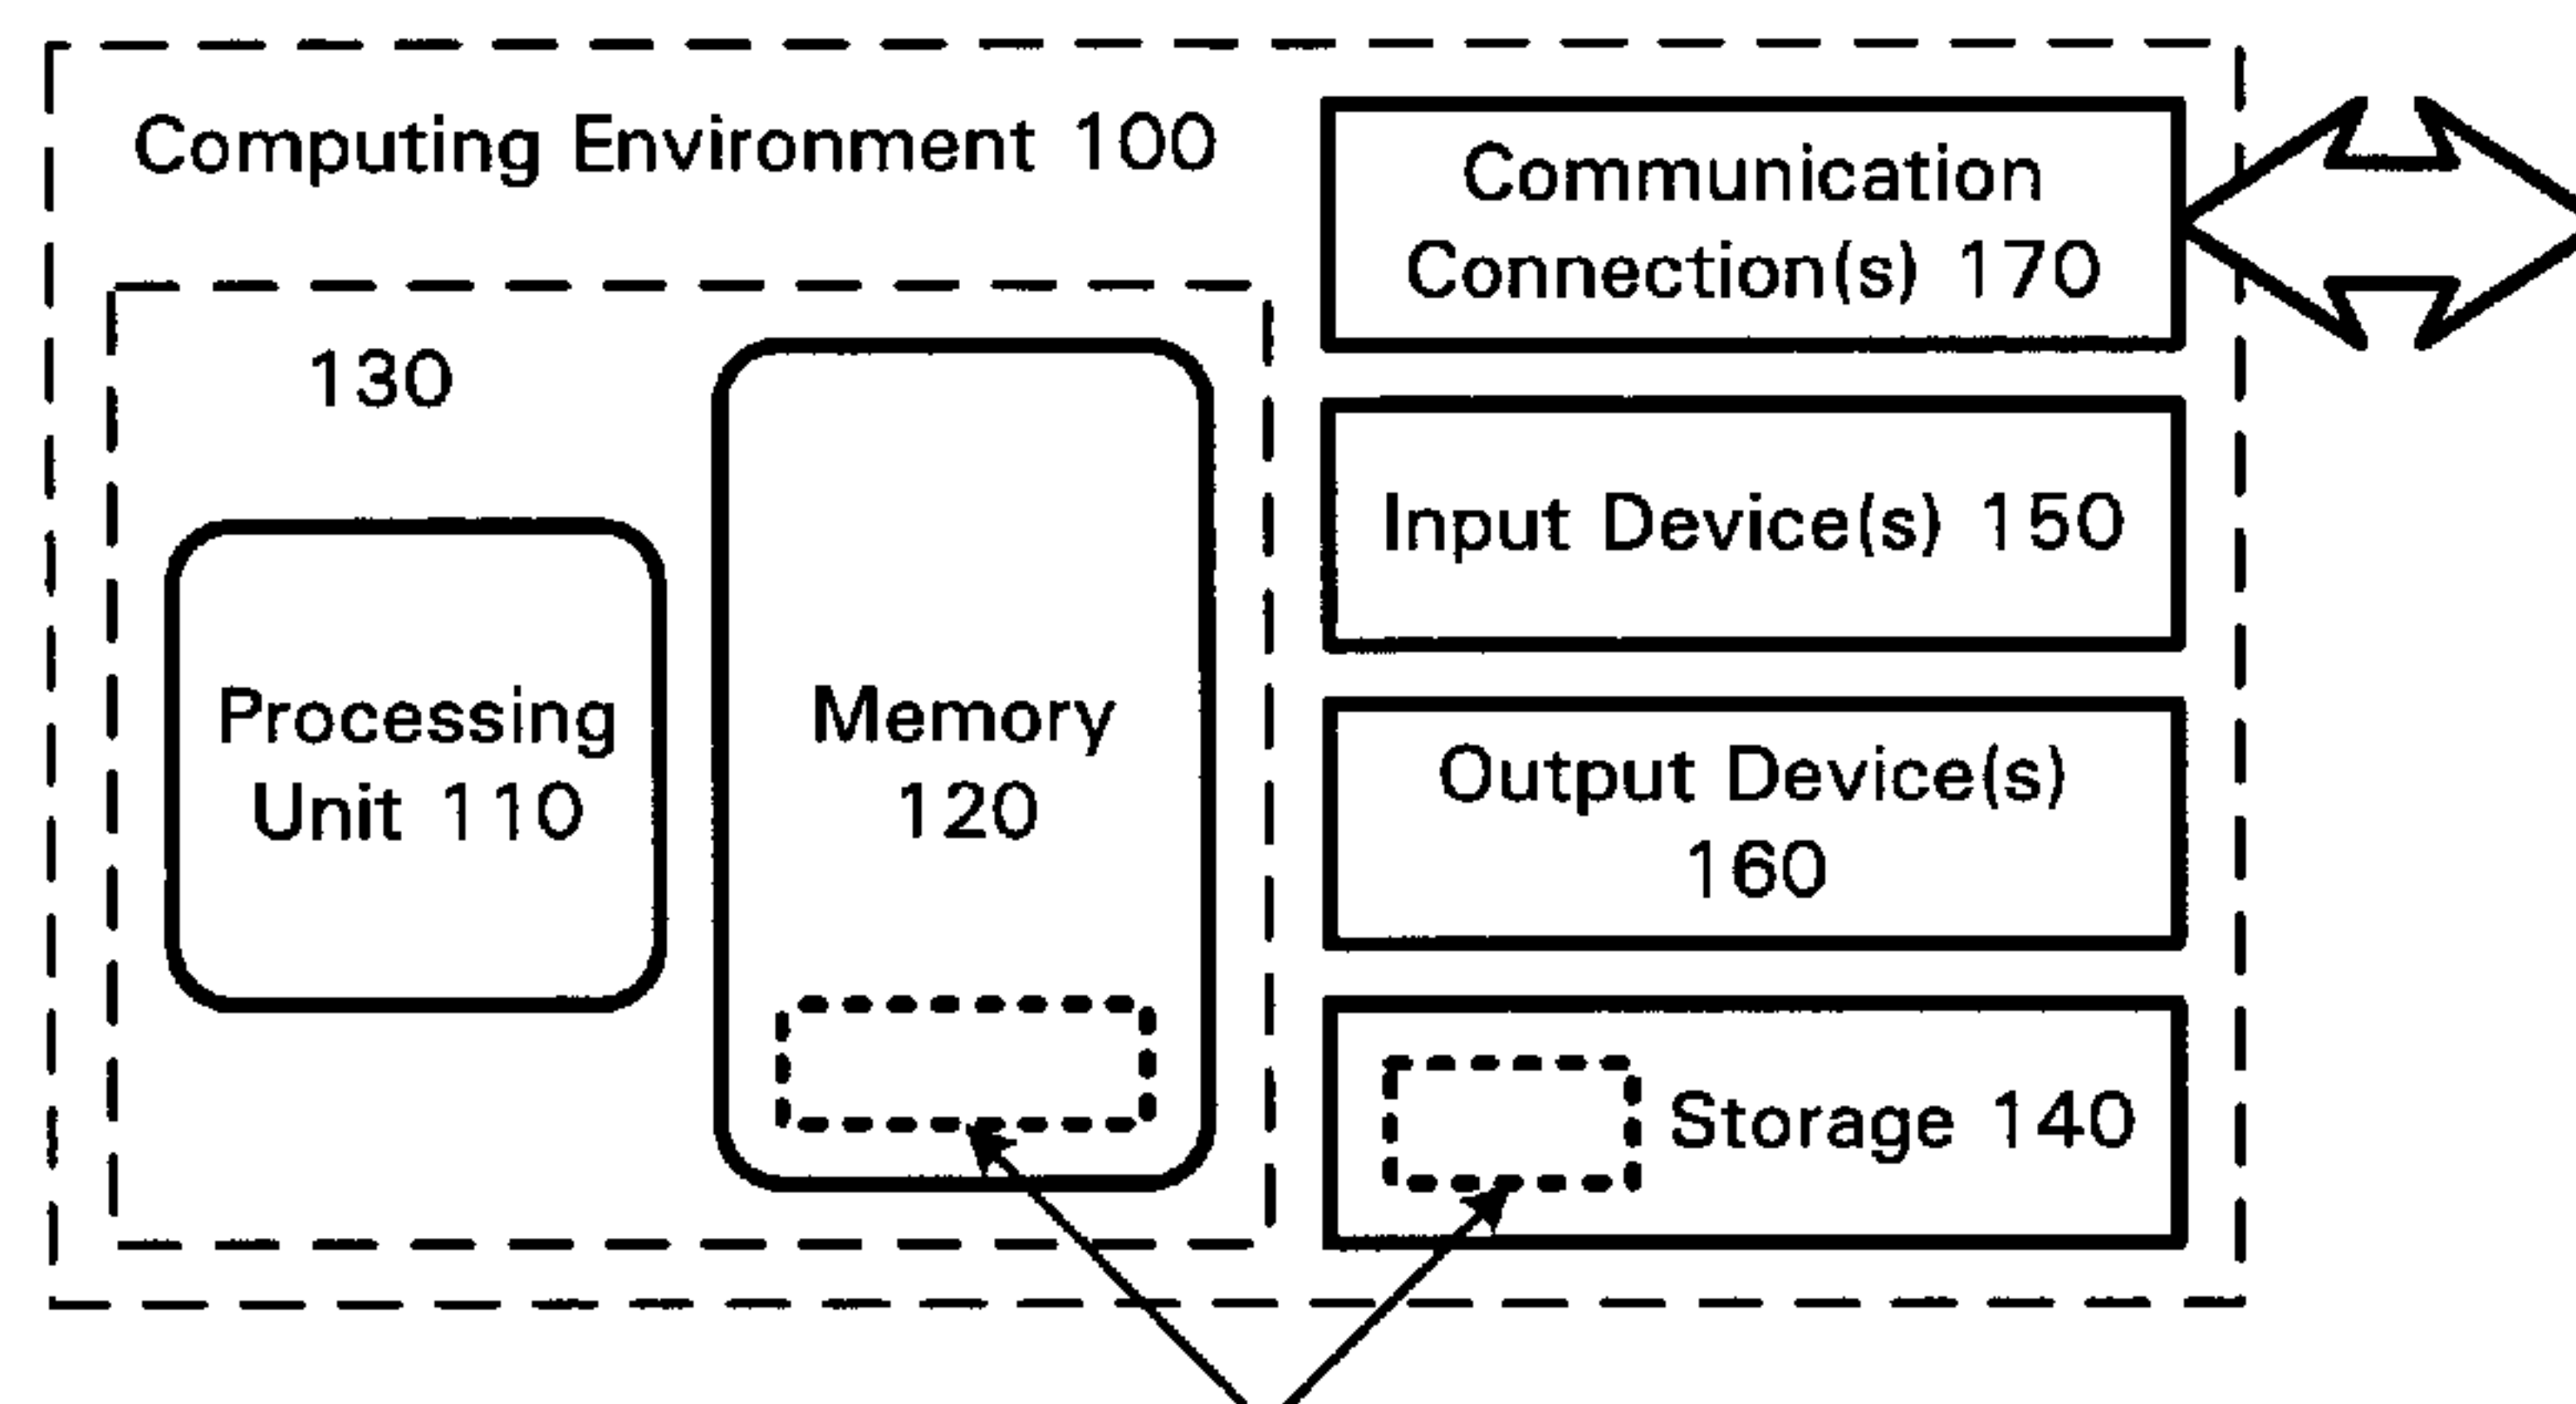 Computing Environment 100
Communication
Connection(s) 170
130
Input Device(s) 150
Processing
Unit 110
Memory
120
Output Device(s)
160
Storage 140